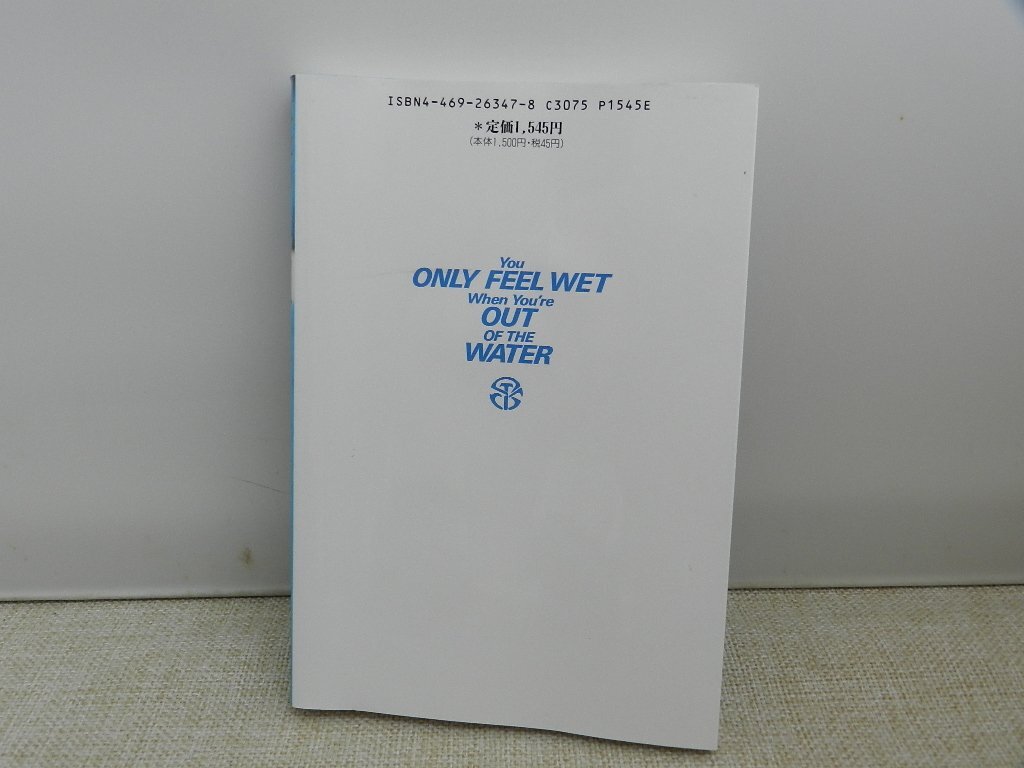 ISBN4-469-26347-8 C3075 P1545E
*定価1,545円
(本体1,500円・税45円)
You
ONLY FEEL WET
When You're
OUT
OF THE
WATER